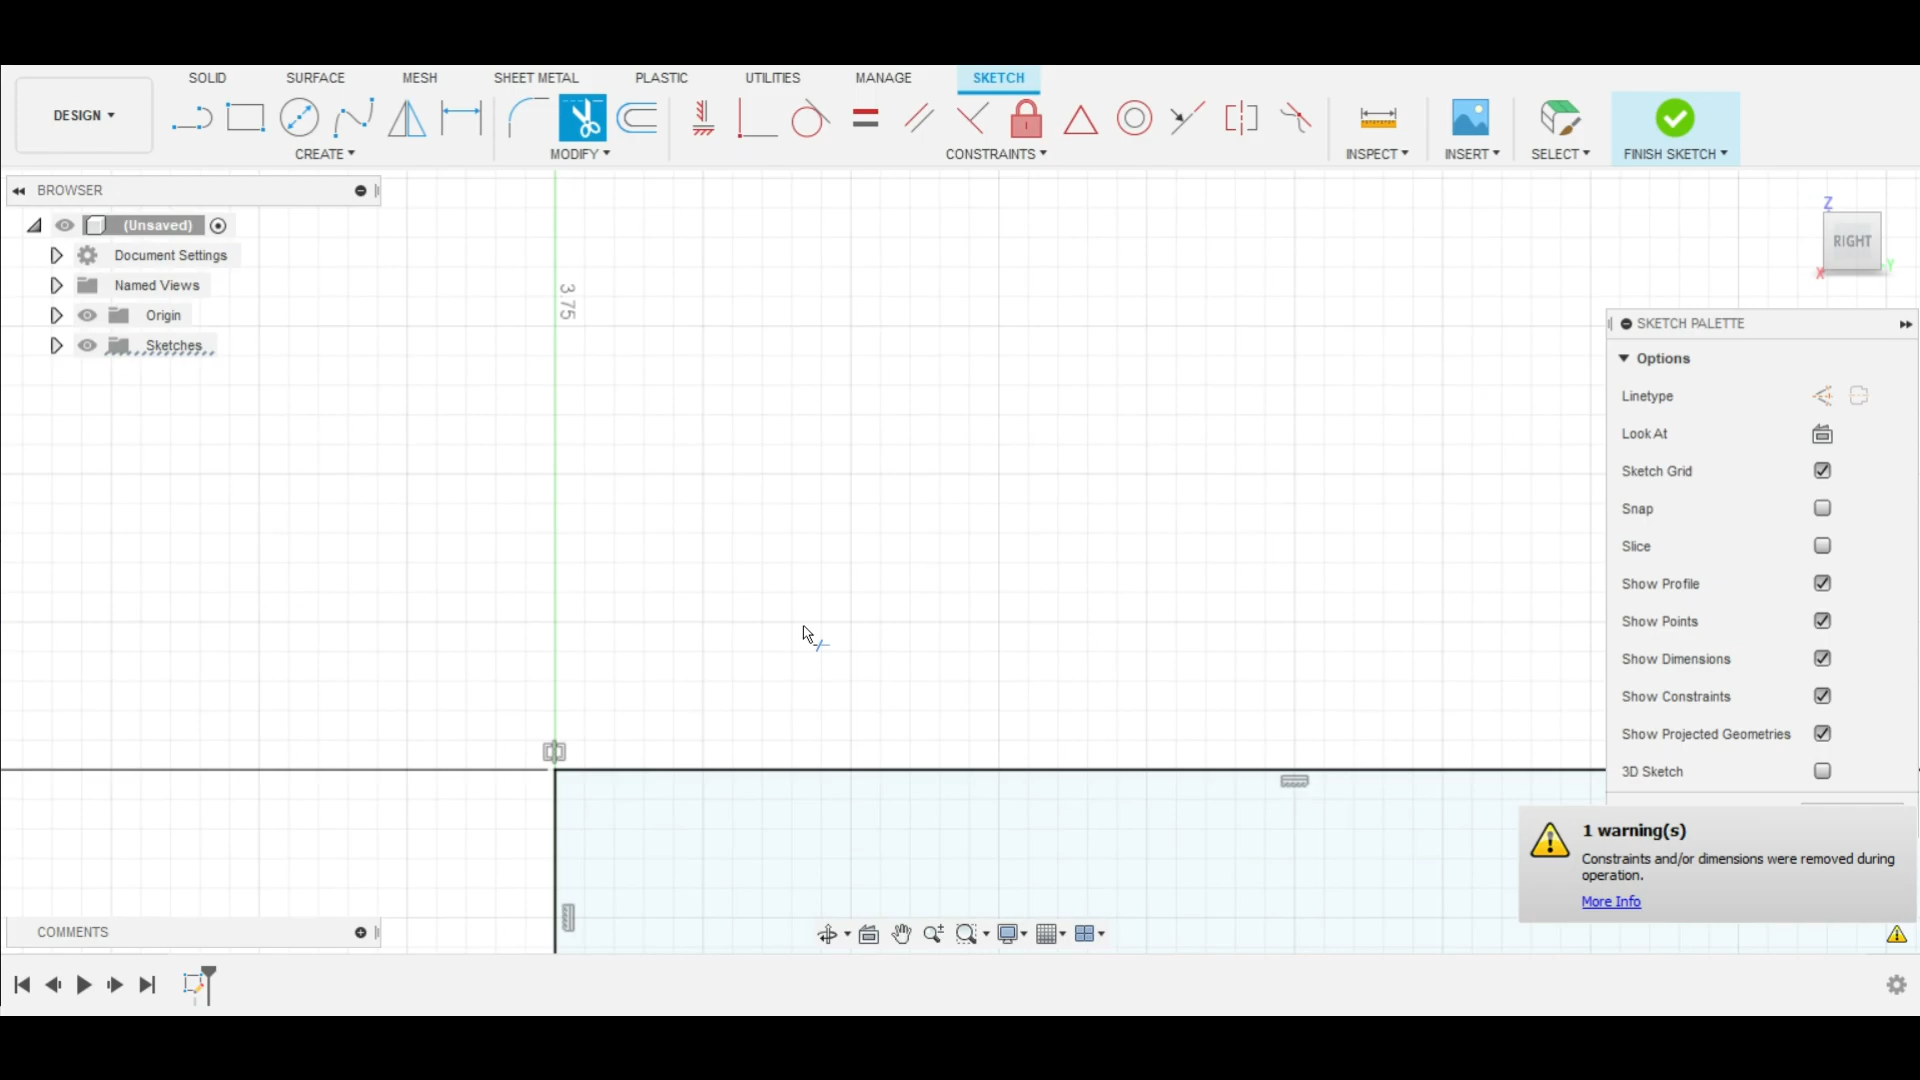 SOLID SURFACE MESH SHEET METAL PLASTIC UTILITIES MANAGE SKETCH
DESIGN
CREATE MODIFY CONSTRAINTS INSPECT INSERT SELECT FINISH SKETCH
BROWSER
(Unsaved)
Document Settings
Named Views
Origin
Sketches
3.75
Z
RIGHT
X
Y
SKETCH PALETTE
Options
Linetype
Look At
Sketch Grid
Snap
Slice
Show Profile
Show Points
Show Dimensions
Show Constraints
Show Projected Geometries
3D Sketch
1 warning(s)
Constraints and/or dimensions were removed during
operation.
More Info
COMMENTS